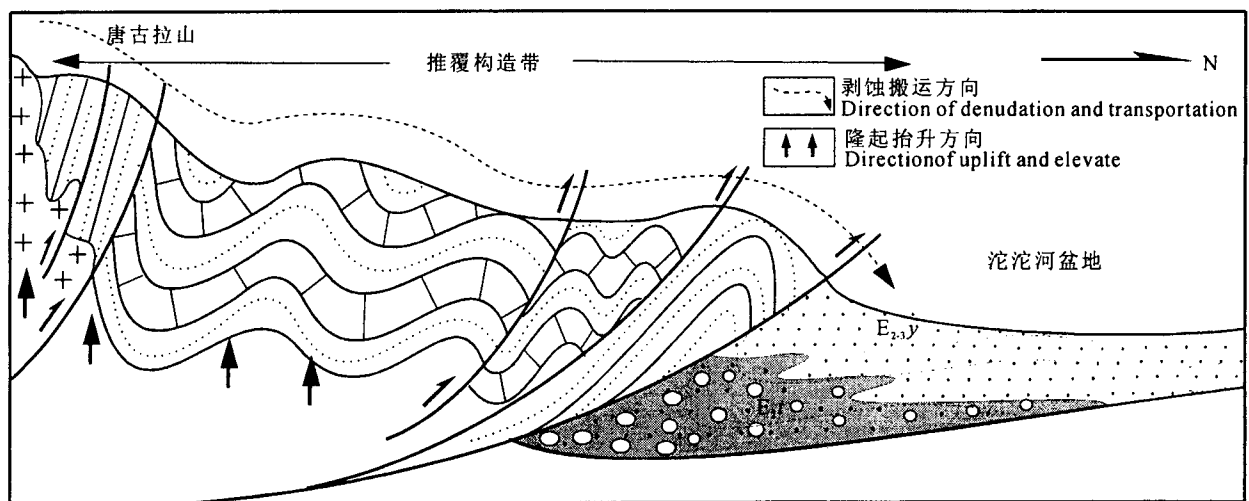 唐古拉山
推覆构造带
N
剥蚀搬运方向
Direction of denudation and transportation
隆起抬升方向
Directionof uplift and elevate
沱沱河盆地
E₂₋₃y